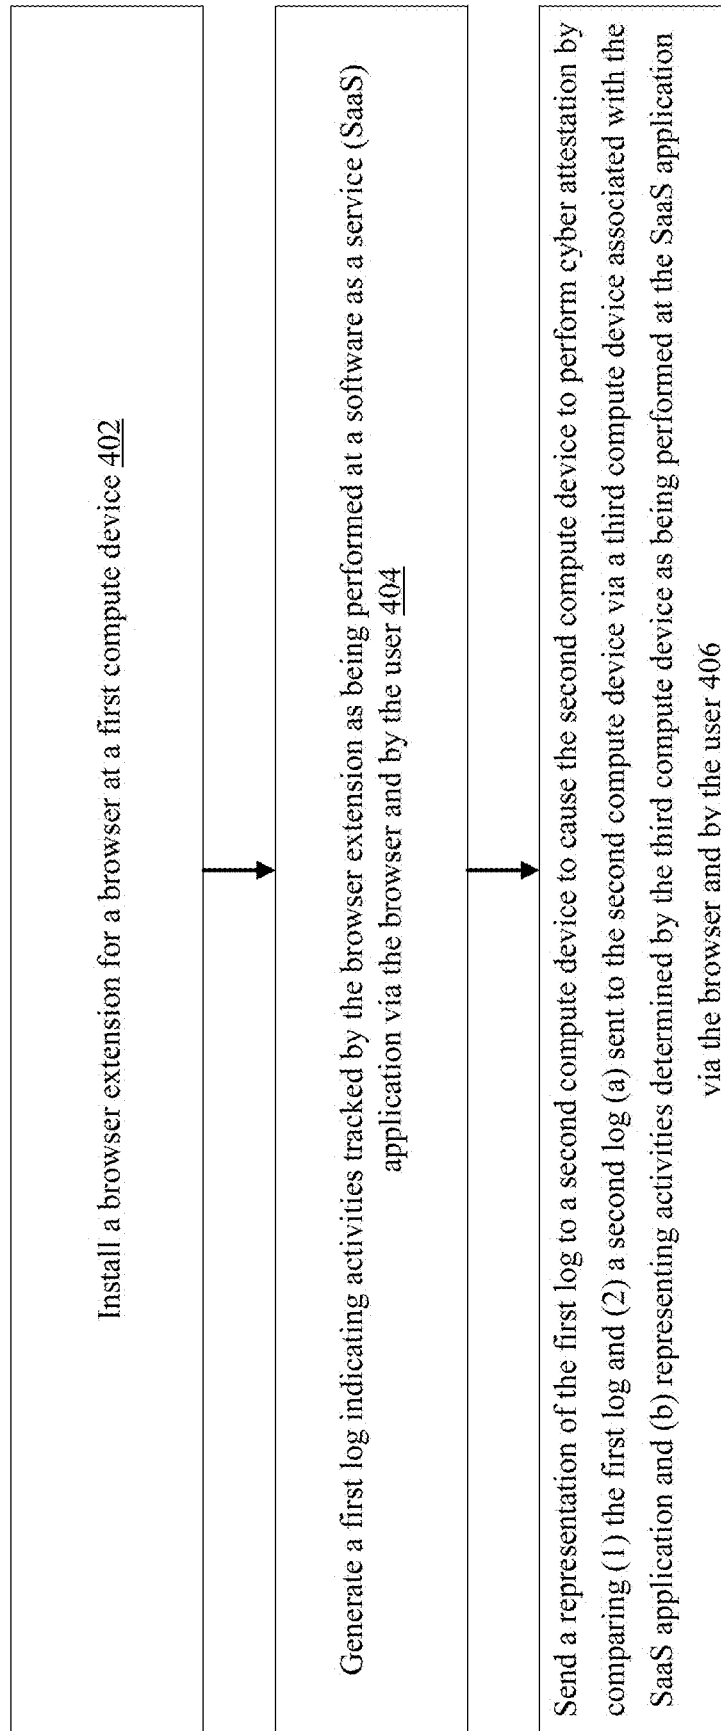 Install a browser extension for a browser at a first compute device 402
Generate a first log indicating activities tracked by the browser extension as being performed at a software as a service (SaaS)
application via the browser and by the user 404
Send a representation of the first log to a second compute device to cause the second compute device to perform cyber attestation by
comparing (1) the first log and (2) a second log (a) sent to the second compute device via a third compute device associated with the
SaaS application and (b) representing activities determined by the third compute device as being performed at the SaaS application
via the browser and by the user 406